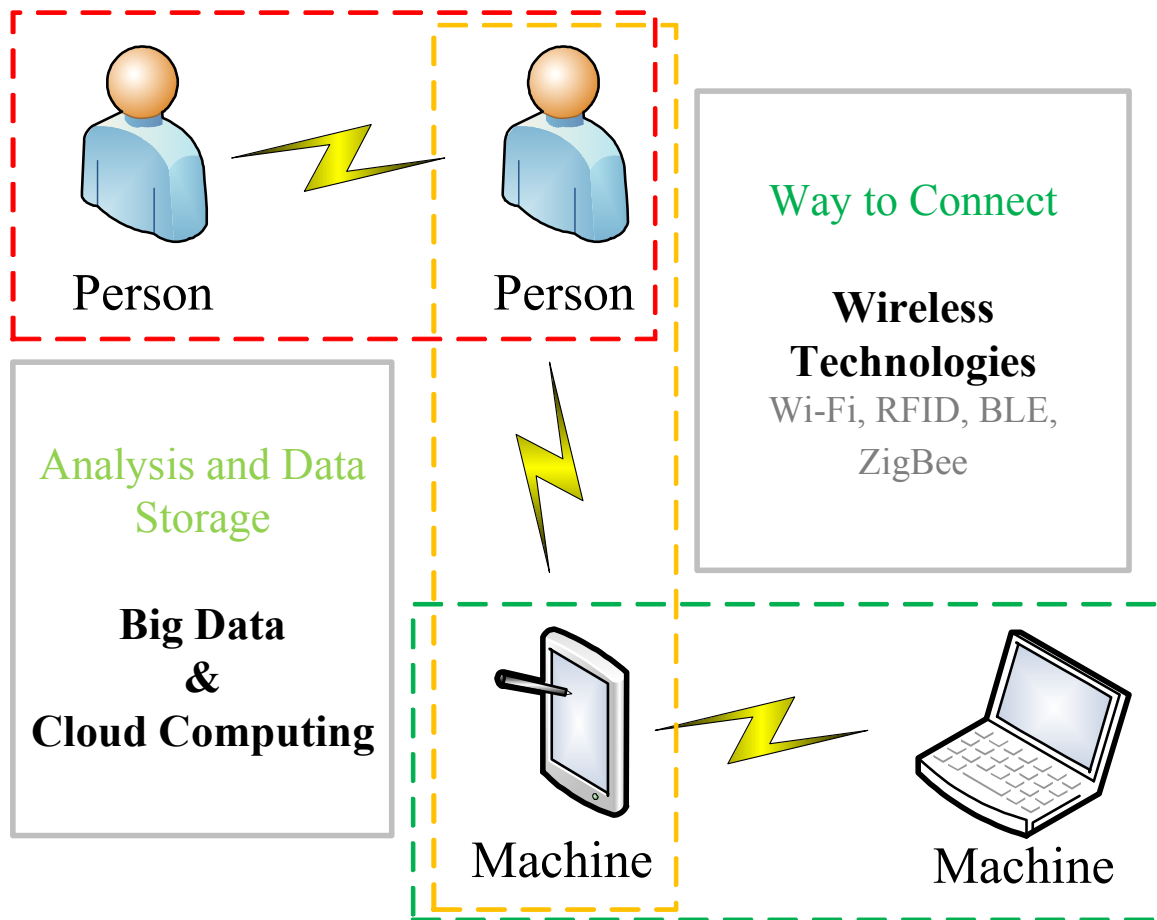 Person
Person
Way to Connect
Wireless
Technologies
Wi-Fi, RFID, BLE,
ZigBee
Analysis and Data
Storage
Big Data
&
Cloud Computing
Machine
Machine